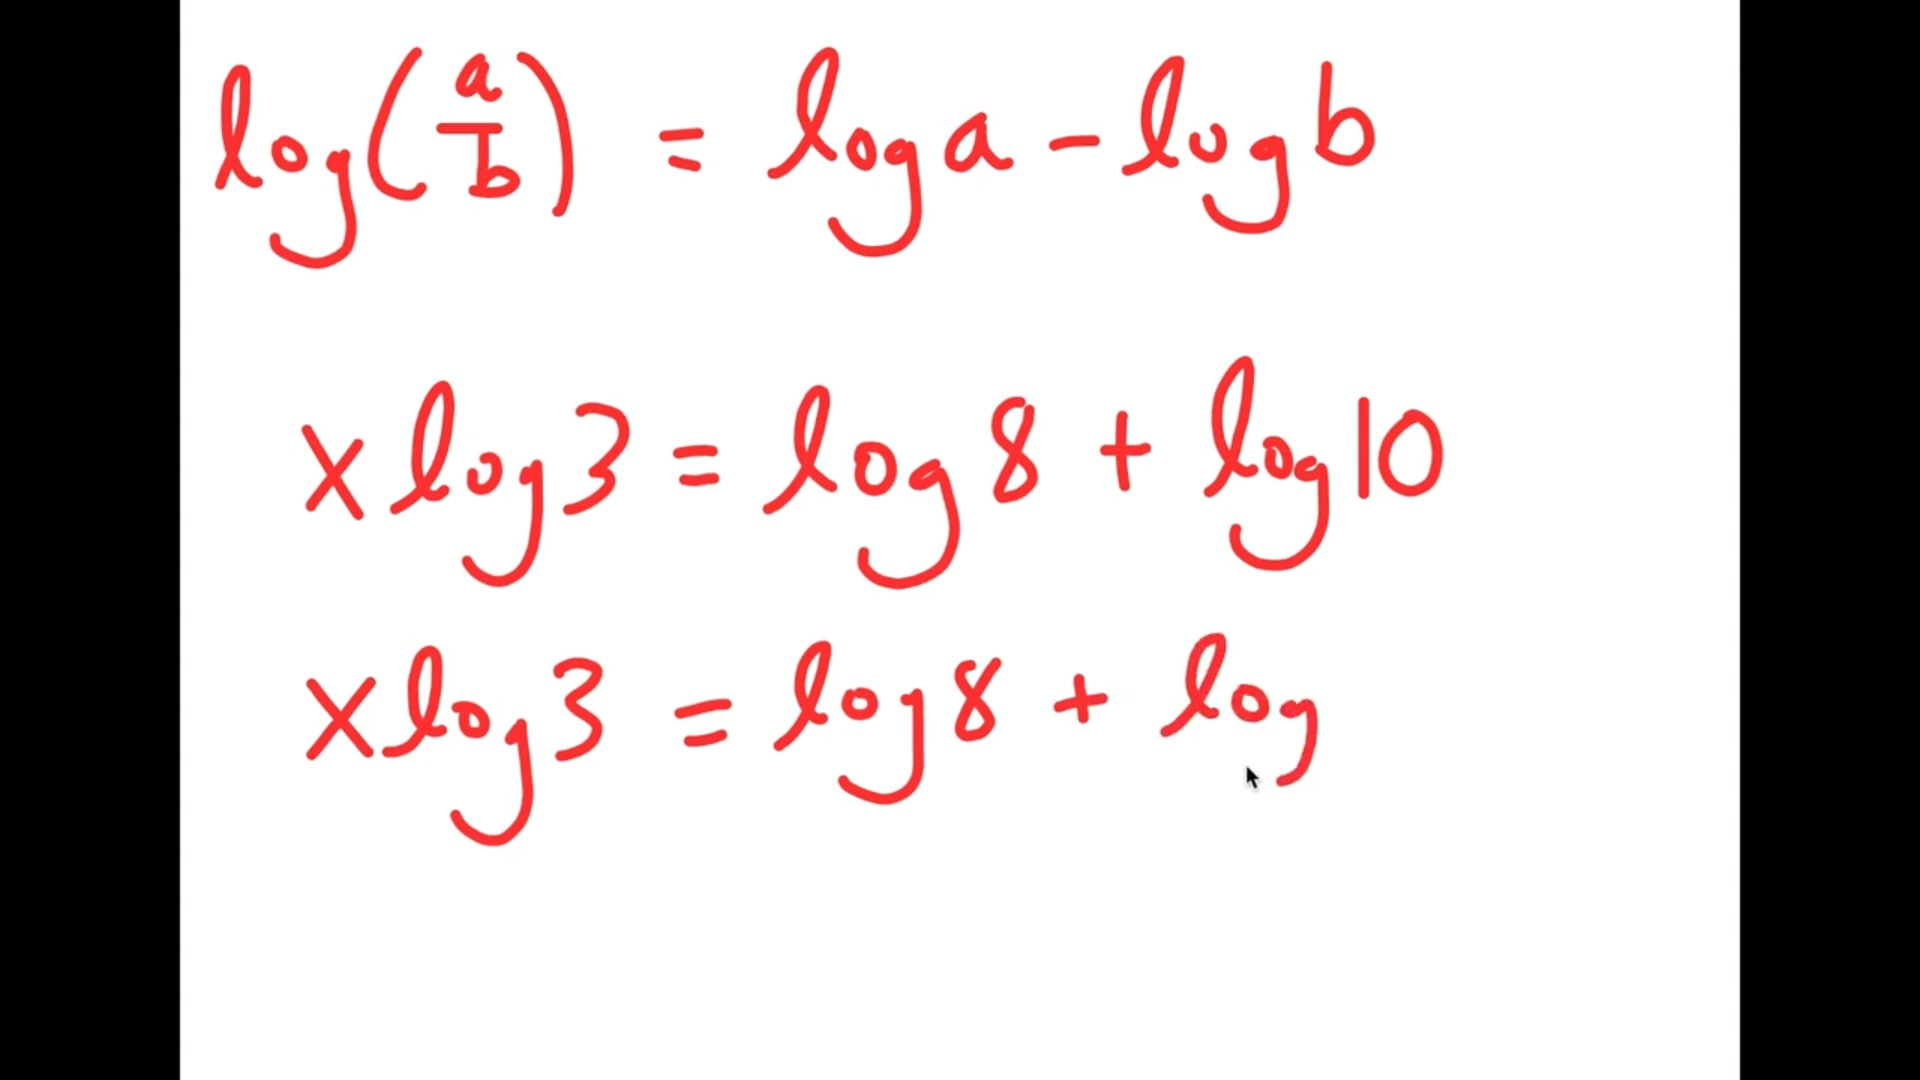 log(a/b) = log a - log b
x log 3 = log 8 + log 10
x log 3 = log 8 + log